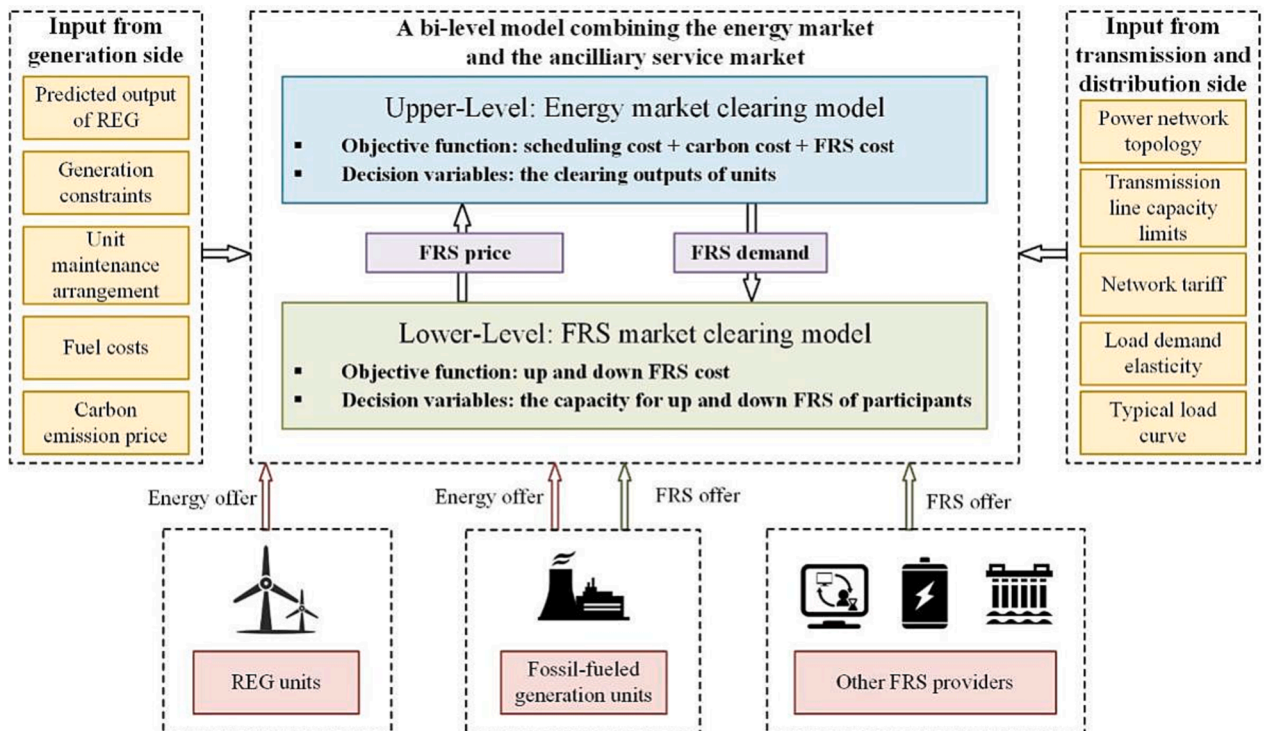 Input from
generation side
Predicted output
of REG
Generation
constraints
Unit
maintenance
arrangement
Fuel costs
Carbon
emission price
A bi-level model combining the energy market
and the ancilliary service market
Upper-Level: Energy market clearing model
▪ Objective function: scheduling cost + carbon cost + FRS cost
▪ Decision variables: the clearing outputs of units
FRS price
FRS demand
Lower-Level: FRS market clearing model
▪ Objective function: up and down FRS cost
▪ Decision variables: the capacity for up and down FRS of participants
Input from
transmission and
distribution side
Power network
topology
Transmission
line capacity
limits
Network tariff
Load demand
elasticity
Typical load
curve
Energy offer
Energy offer
FRS offer
FRS offer
REG units
Fossil-fueled
generation units
Other FRS providers